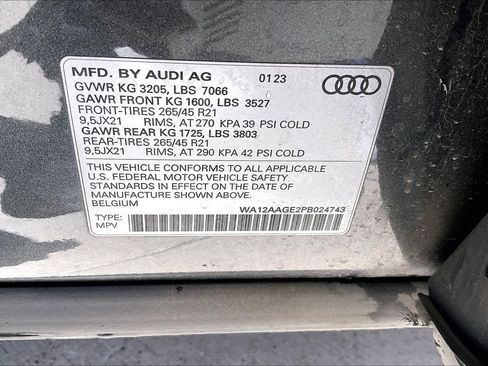 MFD. BY AUDI AG 0123
GVWR KG 3205, LBS 7066
GAWR FRONT KG 1600, LBS 3527
FRONT-TIRES 265/45 R21
9,5JX21 RIMS, AT 270 KPA 39 PSI COLD
GAWR REAR KG 1725, LBS 3803
REAR-TIRES 265/45 R21
9,5JX21 RIMS, AT 290 KPA 42 PSI COLD
THIS VEHICLE CONFORMS TO ALL APPLICABLE
U.S. FEDERAL MOTOR VEHICLE SAFETY
STANDARDS IN EFFECT ON THE DATE OF
MANUFACTURE SHOWN ABOVE.
BELGIUM WA12AAGE2PB024743
TYPE:
MPV